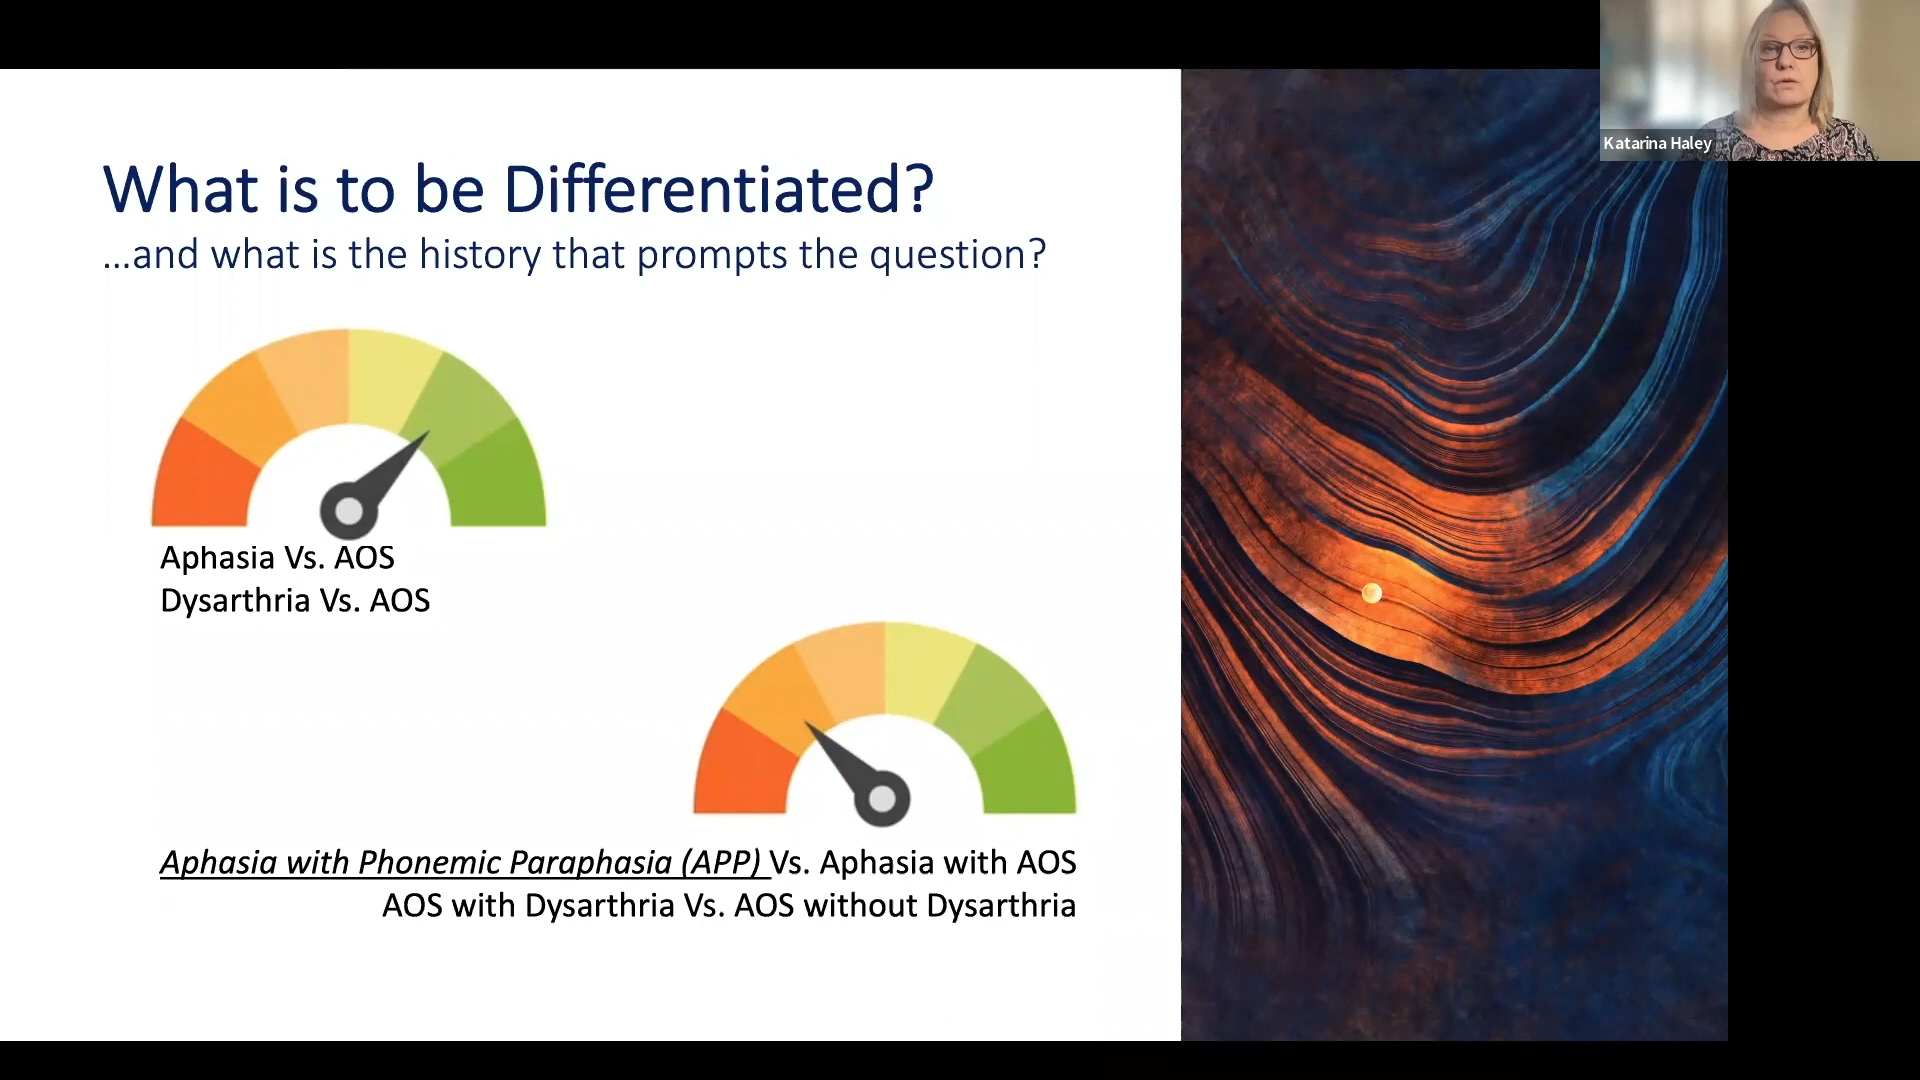 Katarina Haley
What is to be Differentiated?
...and what is the history that prompts the question?
Aphasia Vs. AOS
Dysarthria Vs. AOS
Aphasia with Phonemic Paraphasia (APP) Vs. Aphasia with AOS
AOS with Dysarthria Vs. AOS without Dysarthria